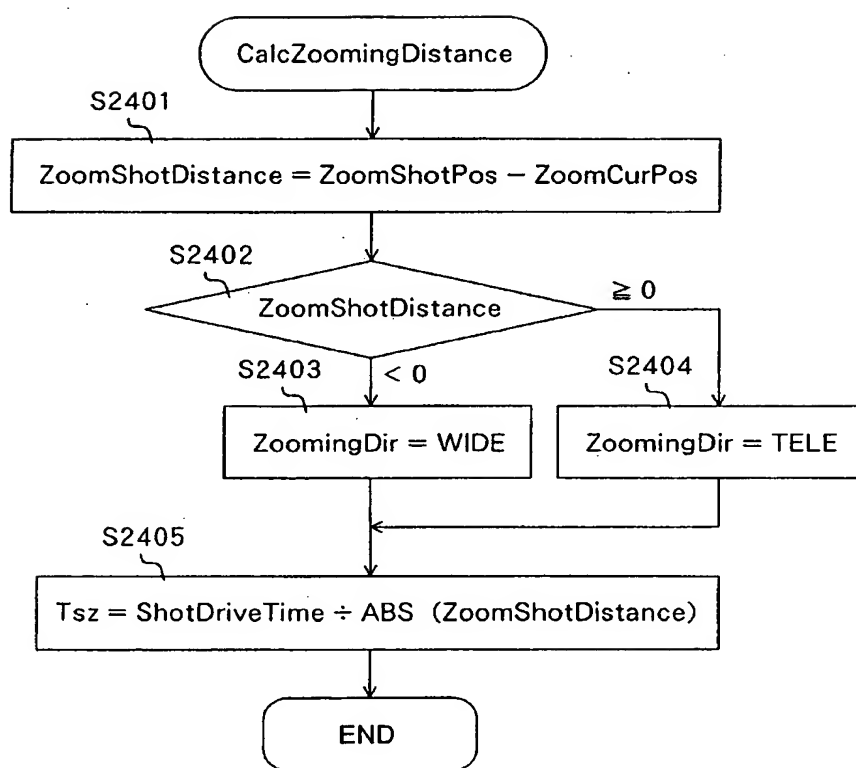 CalcZoomingDistance
S2401
ZoomShotDistance = ZoomShotPos − ZoomCurPos
S2402
ZoomShotDistance
≧ 0
< 0
S2403
ZoomingDir = WIDE
S2404
ZoomingDir = TELE
S2405
Tsz = ShotDriveTime ÷ ABS (ZoomShotDistance)
END